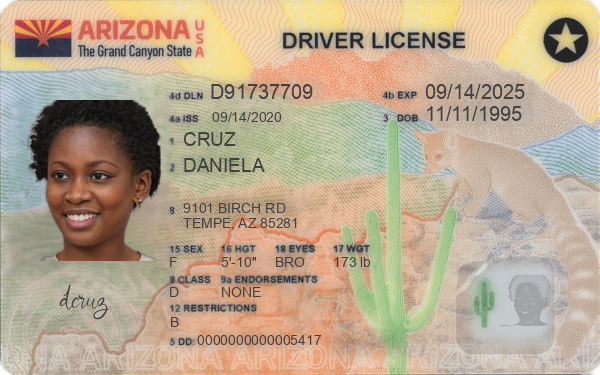 ARIZONA USA
The Grand Canyon State
DRIVER LICENSE
4d DLN D91737709
4b EXP 09/14/2025
4a ISS 09/14/2020
3 DOB 11/11/1995
1 CRUZ
2 DANIELA
8 9101 BIRCH RD
TEMPE, AZ 85281
15 SEX 16 HGT 18 EYES 17 WGT
F 5'-10" BRO 173 lb
9 CLASS 9a ENDORSEMENTS
D NONE
12 RESTRICTIONS
B
5 DD: 0000000000005417
dcruz
ARIZONA ARIZONA ARIZONA ARIZONA